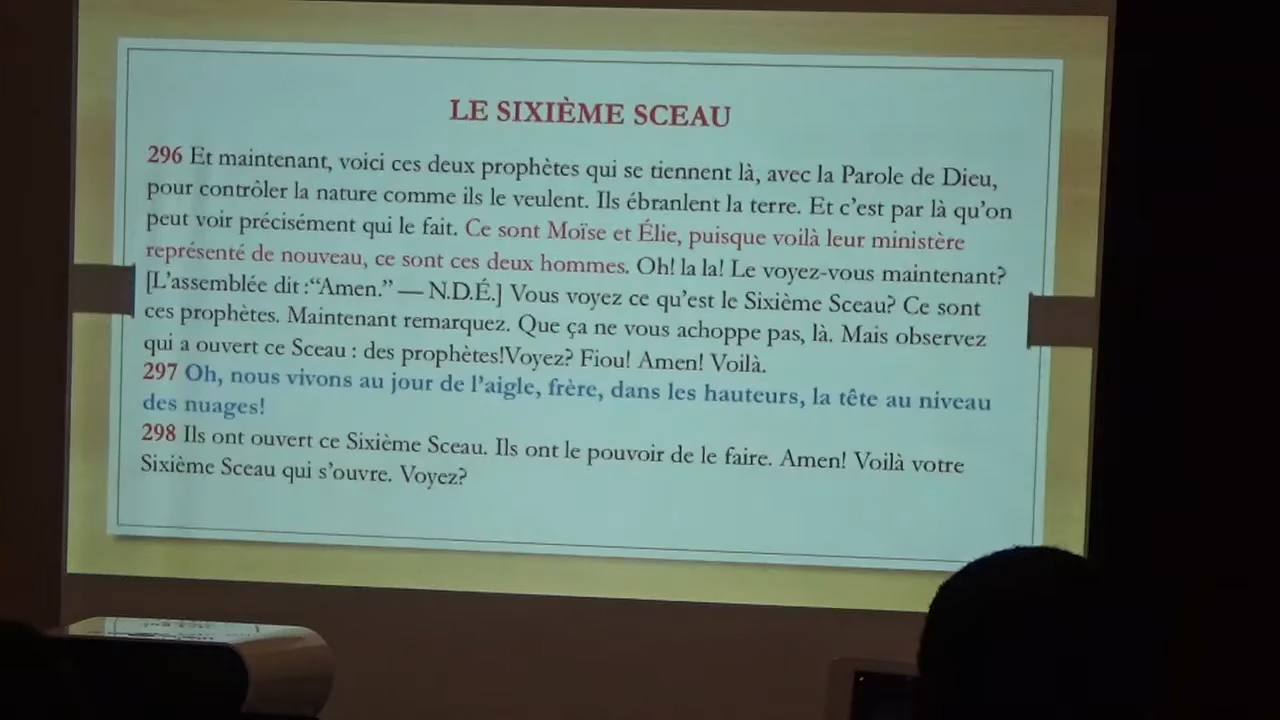 LE SIXIÈME SCEAU
296 Et maintenant, voici ces deux prophètes qui se tiennent là, avec la Parole de Dieu,
pour contrôler la nature comme ils le veulent. Ils ébranlent la terre. Et c’est par là qu’on
peut voir précisément qui le fait. Ce sont Moïse et Élie, puisque voilà leur ministère
représenté de nouveau, ce sont ces deux hommes. Oh! la la! Le voyez-vous maintenant?
[L’assemblée dit :“Amen.” — N.D.É.] Vous voyez ce qu’est le Sixième Sceau? Ce sont
ces prophètes. Maintenant remarquez. Que ça ne vous achoppe pas, là. Mais observez
qui a ouvert ce Sceau : des prophètes!Voyez? Fiou! Amen! Voilà.
297 Oh, nous vivons au jour de l’aigle, frère, dans les hauteurs, la tête au niveau
des nuages!
298 Ils ont ouvert ce Sixième Sceau. Ils ont le pouvoir de le faire. Amen! Voilà votre
Sixième Sceau qui s’ouvre. Voyez?